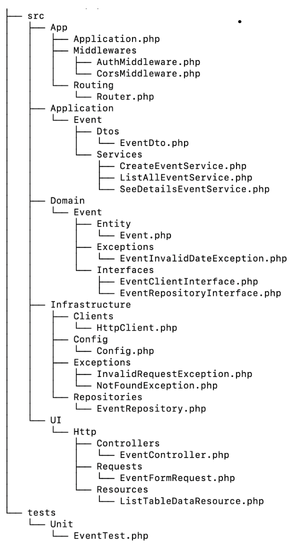 ├── src
│   ├── App
│   │   ├── Application.php
│   │   ├── Middlewares
│   │   │   ├── AuthMiddleware.php
│   │   │   └── CorsMiddleware.php
│   │   └── Routing
│   │       └── Router.php
│   ├── Application
│   │   └── Event
│   │       ├── Dtos
│   │       │   └── EventDto.php
│   │       └── Services
│   │           ├── CreateEventService.php
│   │           ├── ListAllEventService.php
│   │           └── SeeDetailsEventService.php
│   ├── Domain
│   │   └── Event
│   │       ├── Entity
│   │       │   └── Event.php
│   │       ├── Exceptions
│   │       │   └── EventInvalidDateException.php
│   │       └── Interfaces
│   │           ├── EventClientInterface.php
│   │           └── EventRepositoryInterface.php
│   ├── Infrastructure
│   │   ├── Clients
│   │   │   └── HttpClient.php
│   │   ├── Config
│   │   │   └── Config.php
│   │   ├── Exceptions
│   │   │   ├── InvalidRequestException.php
│   │   │   └── NotFoundException.php
│   │   └── Repositories
│   │       └── EventRepository.php
│   └── UI
│       └── Http
│           ├── Controllers
│           │   └── EventController.php
│           ├── Requests
│           │   └── EventFormRequest.php
│           └── Resources
│               └── ListTableDataResource.php
└── tests
    └── Unit
        └── EventTest.php